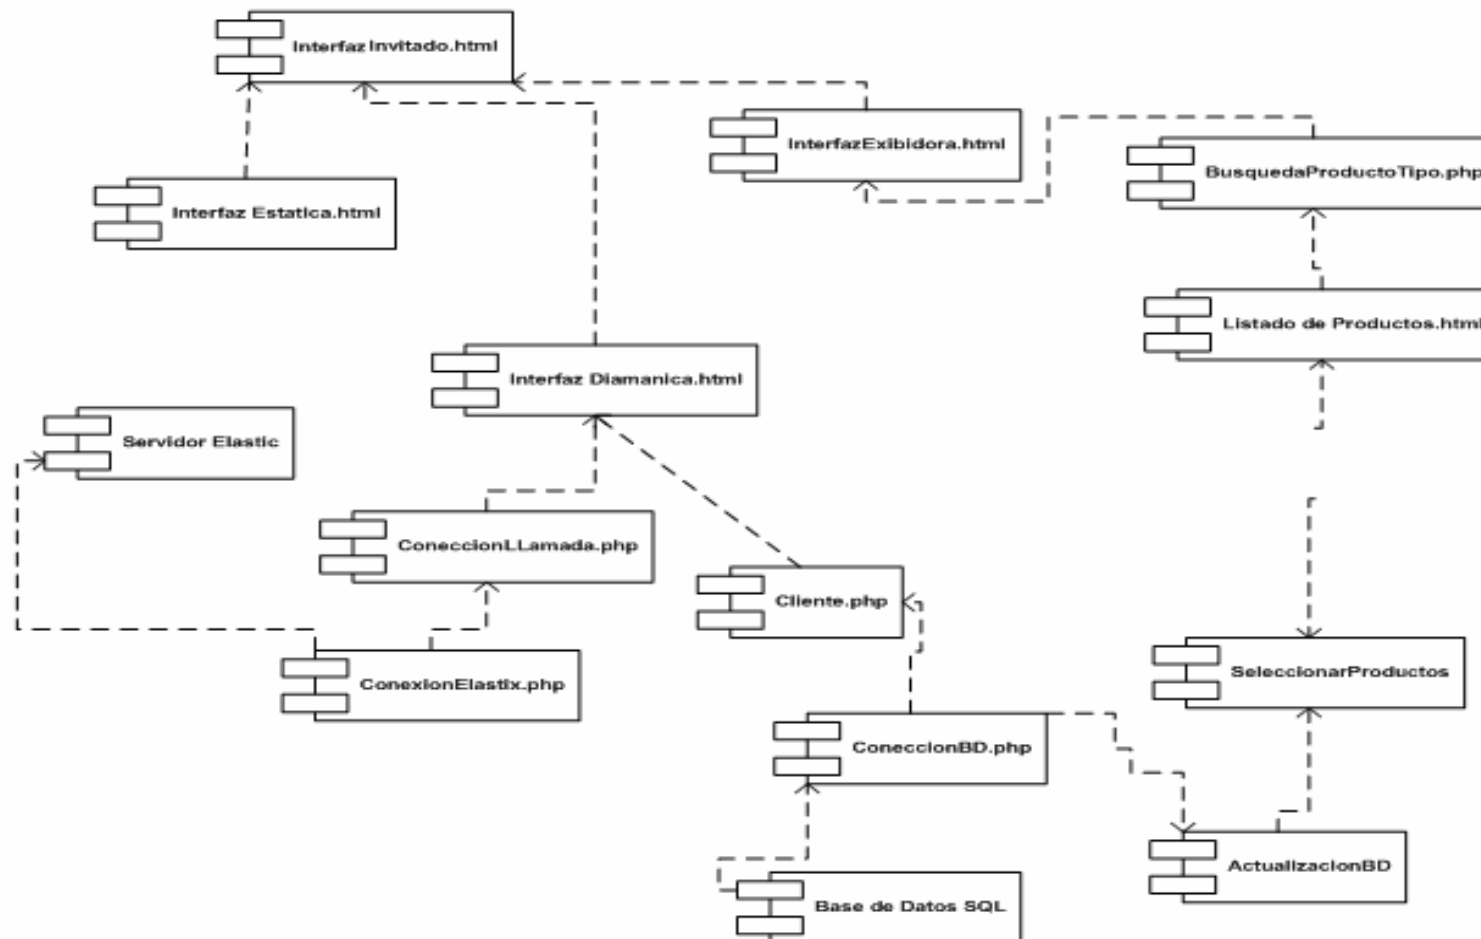 Interfaz Invitado.html
InterfazExibidora.html
BusquedaProductoTipo.php
Interfaz Estatica.html
Listado de Productos.html
Interfaz Diamanica.html
Servidor Elastic
ConeccionLLamada.php
Cliente.php
ConexionElastix.php
SeleccionarProductos
ConeccionBD.php
ActualizacionBD
Base de Datos SQL